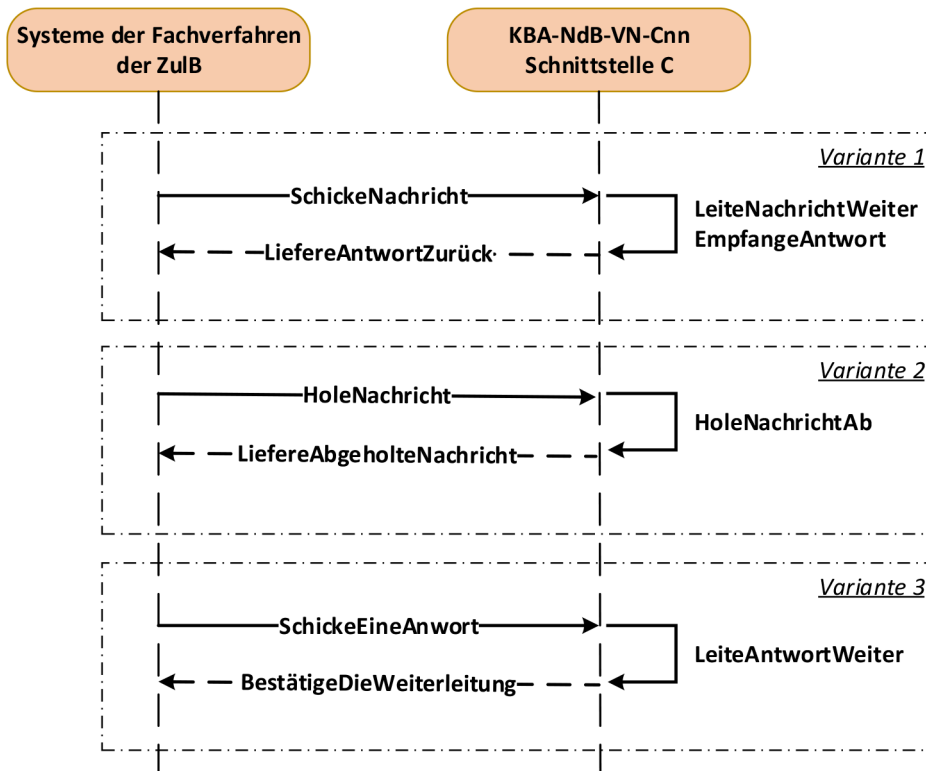 Systeme der Fachverfahren
der ZulB
KBA-NdB-VN-Cnn
Schnittstelle C
Variante 1
SchickeNachricht
LeiteNachrichtWeiter
EmpfangeAntwort
LiefereAntwortZurück
Variante 2
HoleNachricht
HoleNachrichtAb
LiefereAbgeholteNachricht
Variante 3
SchickeEineAnwort
LeiteAntwortWeiter
BestätigeDieWeiterleitung